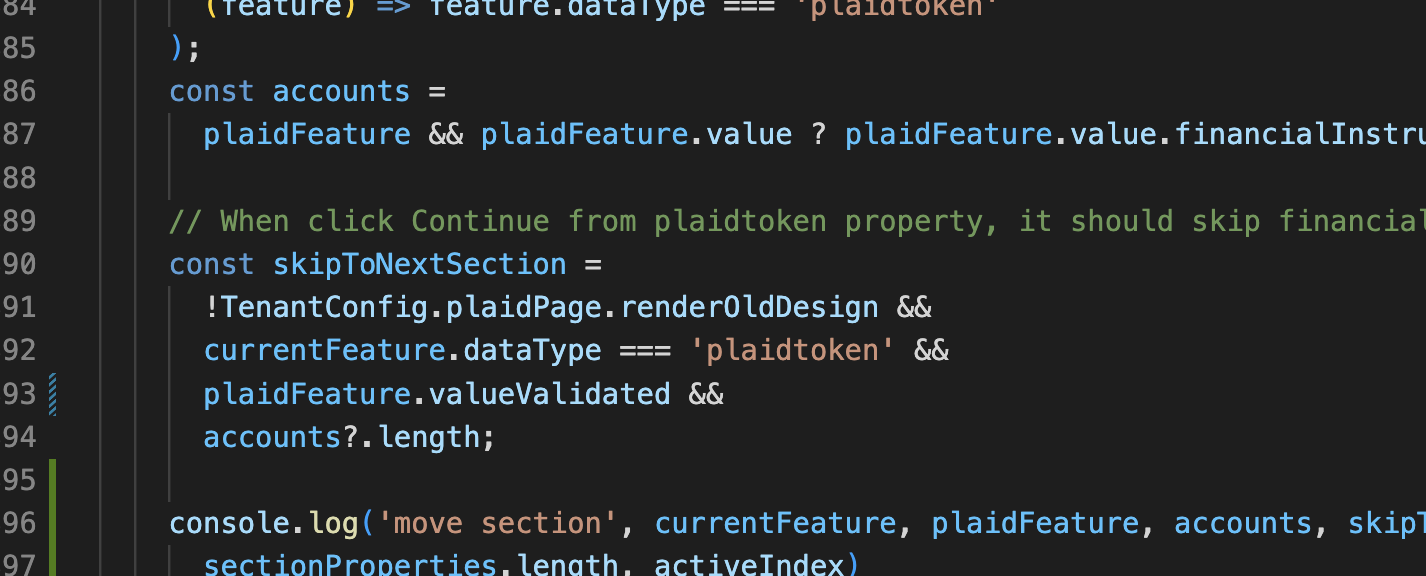 84 (feature) => feature.dataType === 'plaidtoken'
85 );
86 const accounts =
87 plaidFeature && plaidFeature.value ? plaidFeature.value.financialInstru
88
89 // When click Continue from plaidtoken property, it should skip financial
90 const skipToNextSection =
91 !TenantConfig.plaidPage.renderOldDesign &&
92 currentFeature.dataType === 'plaidtoken' &&
93 plaidFeature.valueValidated &&
94 accounts?.length;
95
96 console.log('move section', currentFeature, plaidFeature, accounts, skipT
97 sectionProperties.length, activeIndex)